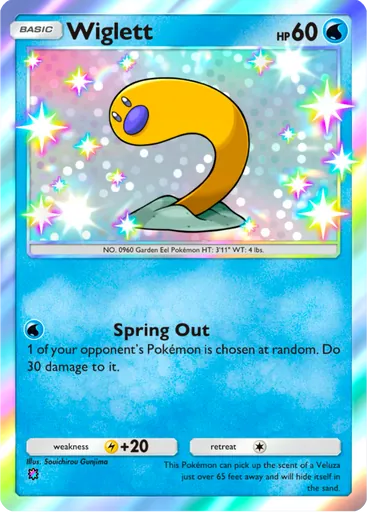 BASIC Wiglett HP 60
NO. 0960 Garden Eel Pokémon HT: 3'11" WT: 4 lbs.
Spring Out
1 of your opponent's Pokémon is chosen at random. Do
30 damage to it.
weakness +20 retreat
Illus. Souichirou Gunjima
This Pokémon can pick up the scent of a Veluza
just over 65 feet away and will hide itself in
the sand.